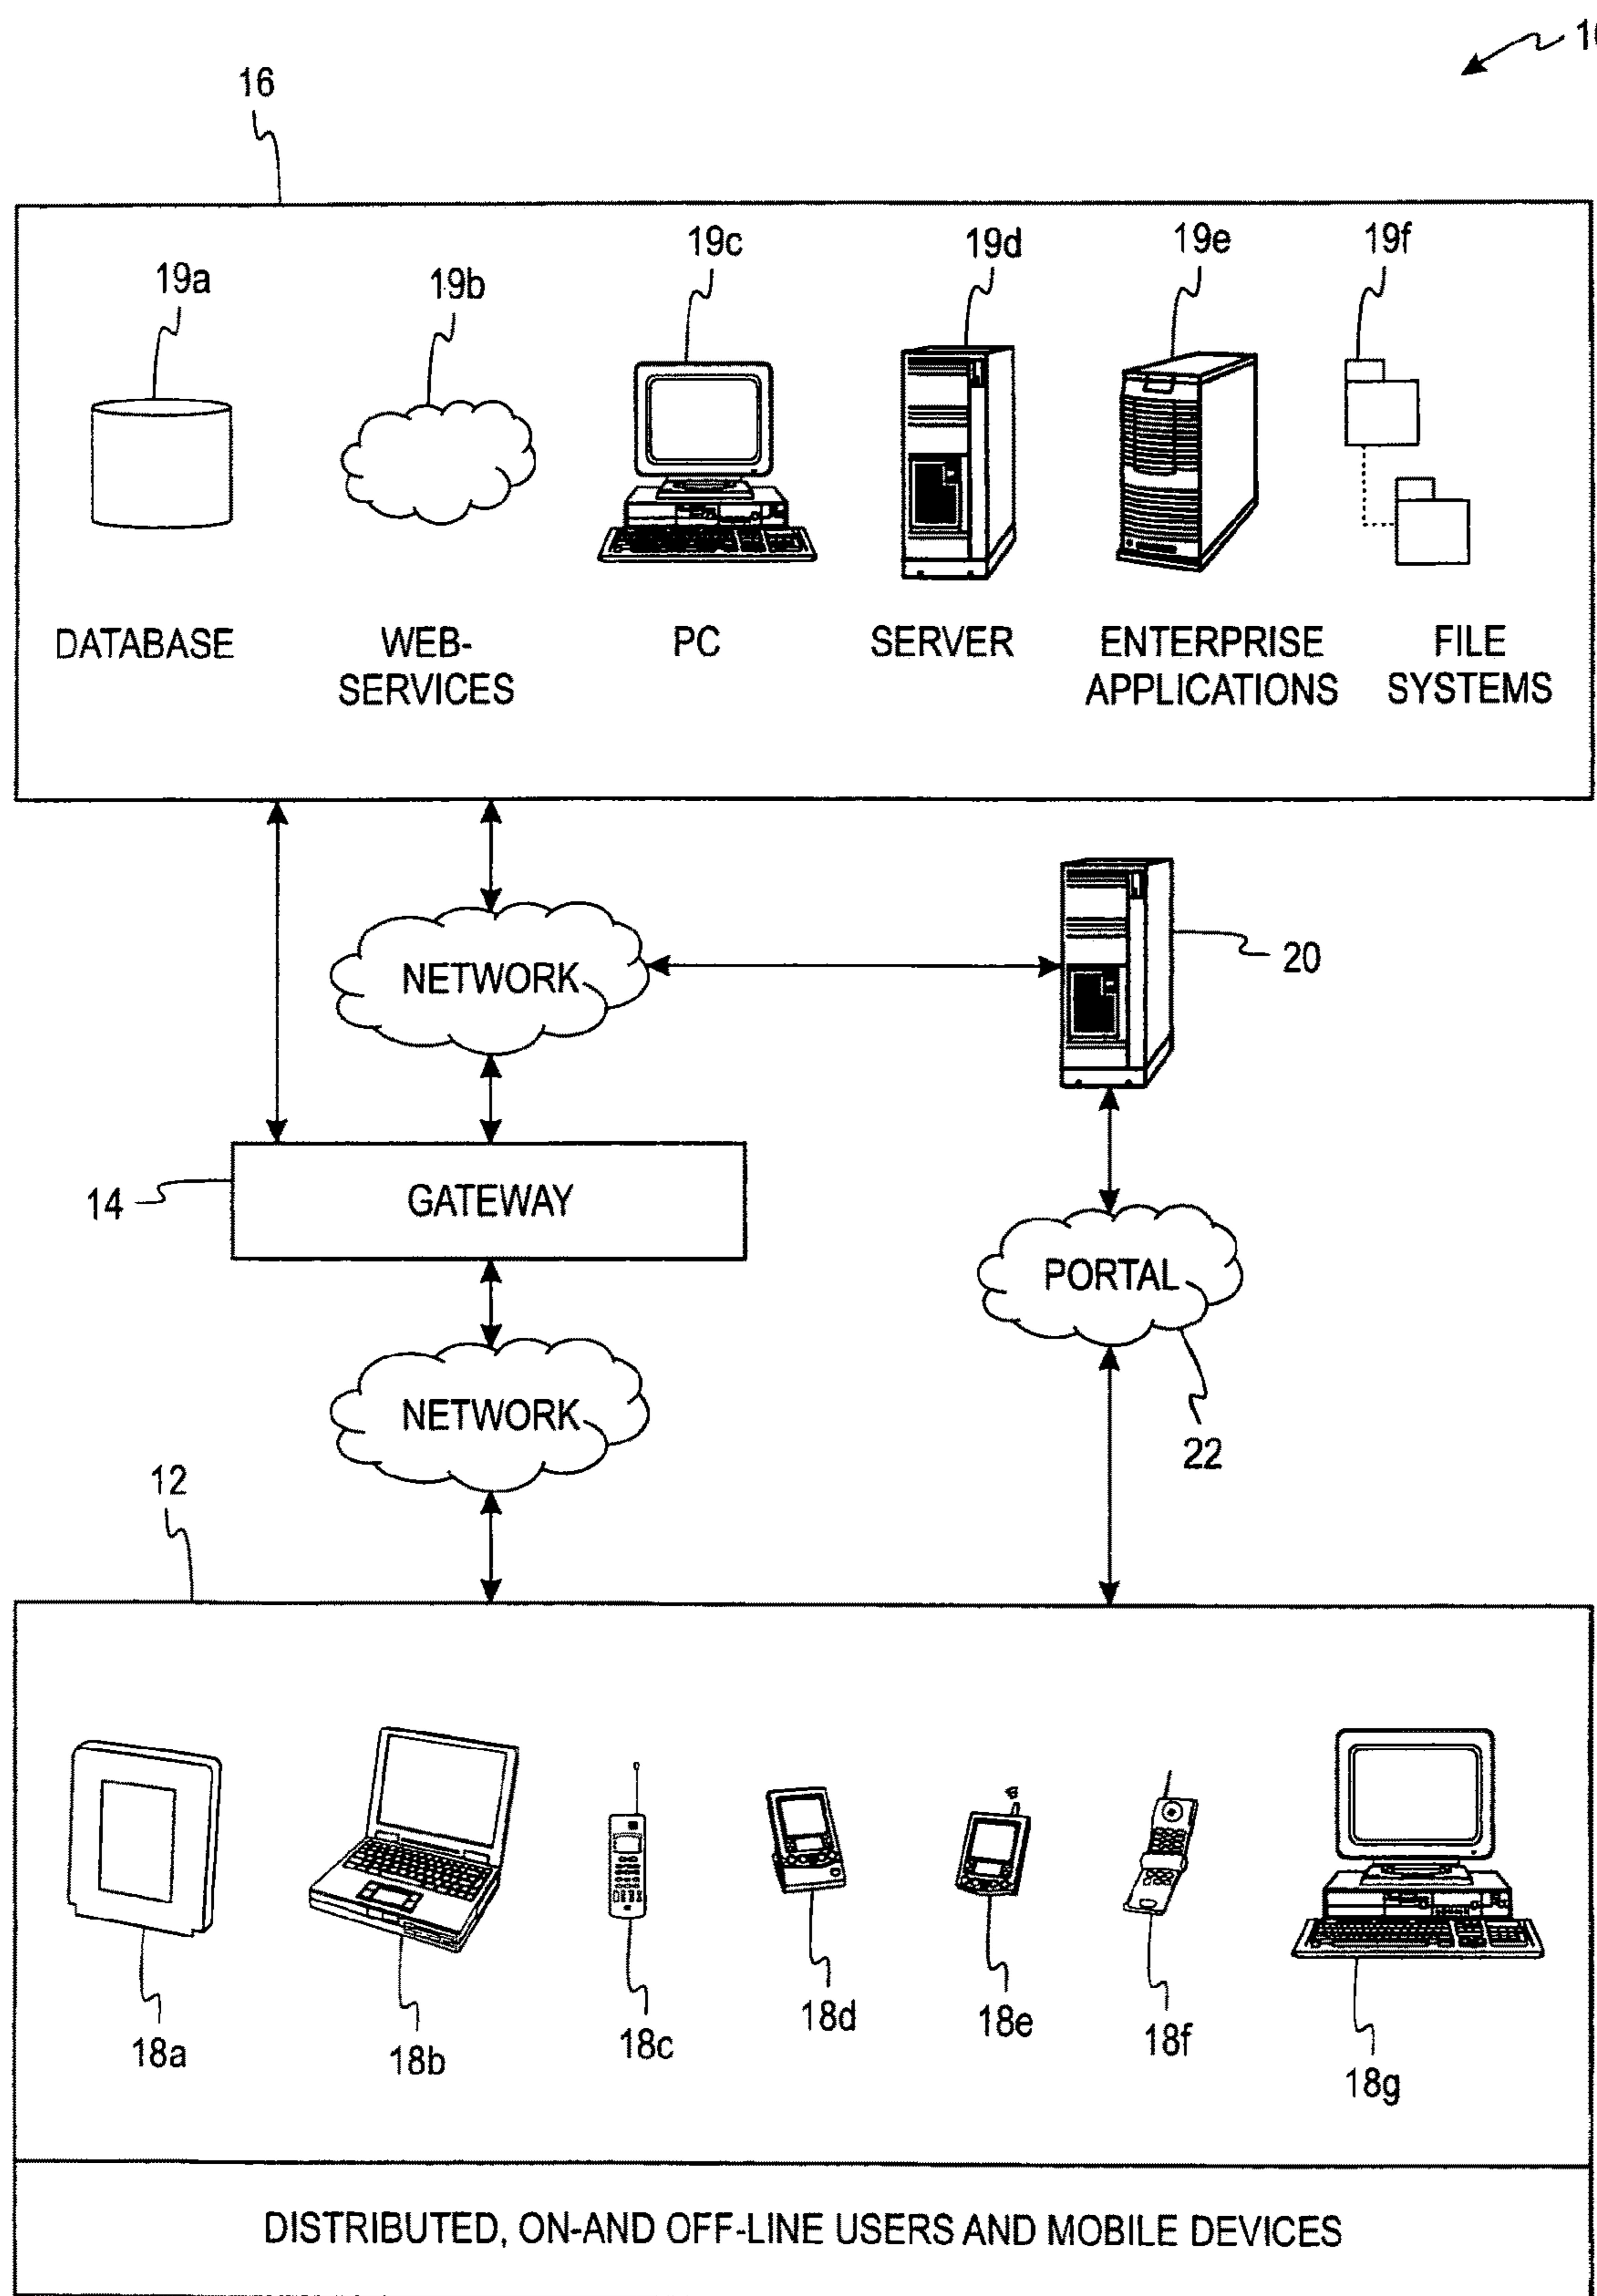 16
19a
19b
19c
19d
19e
19f
DATABASE
WEB-
SERVICES
PC
SERVER
ENTERPRISE
APPLICATIONS
FILE
SYSTEMS
NETWORK
20
14
GATEWAY
PORTAL
NETWORK
22
12
18a
18b
18c
18d
18e
18f
18g
DISTRIBUTED, ON-AND OFF-LINE USERS AND MOBILE DEVICES